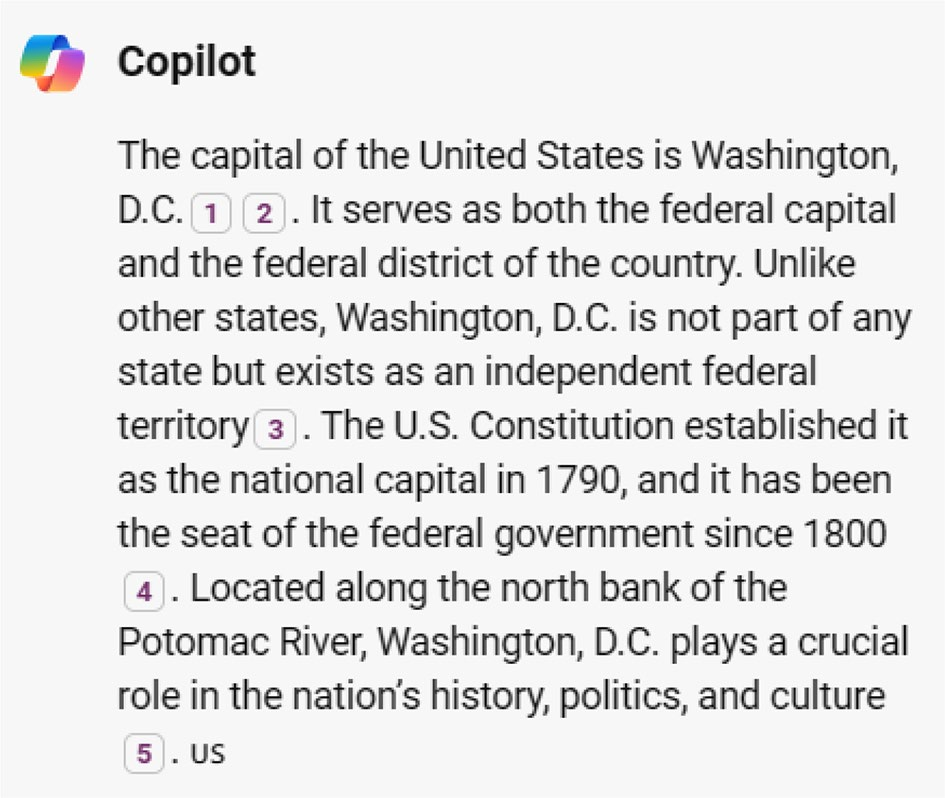 Copilot
The capital of the United States is Washington,
D.C. 1 2 . It serves as both the federal capital
and the federal district of the country. Unlike
other states, Washington, D.C. is not part of any
state but exists as an independent federal
territory 3 . The U.S. Constitution established it
as the national capital in 1790, and it has been
the seat of the federal government since 1800
4 . Located along the north bank of the
Potomac River, Washington, D.C. plays a crucial
role in the nation’s history, politics, and culture
5 . US